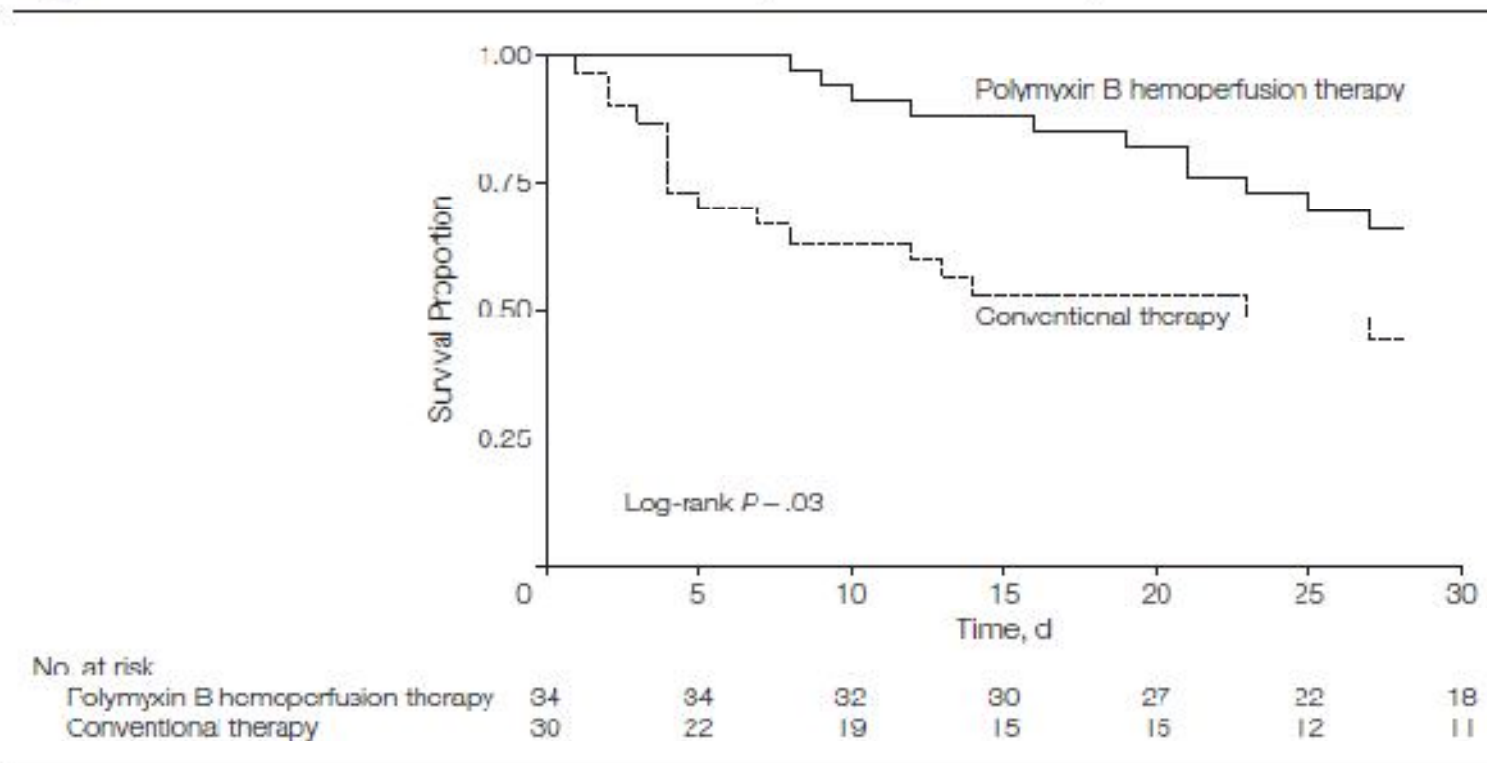 1.00
Polymyxin B hemoperfusion therapy
0.75
Survival Proportion
0.50
Conventional therapy
0.25
Log-rank P = .03
0 5 10 15 20 25 30
Time, d
No. at risk
Polymyxin B hemoperfusion therapy 34 34 32 30 27 22 18
Conventional therapy 30 22 19 15 15 12 11